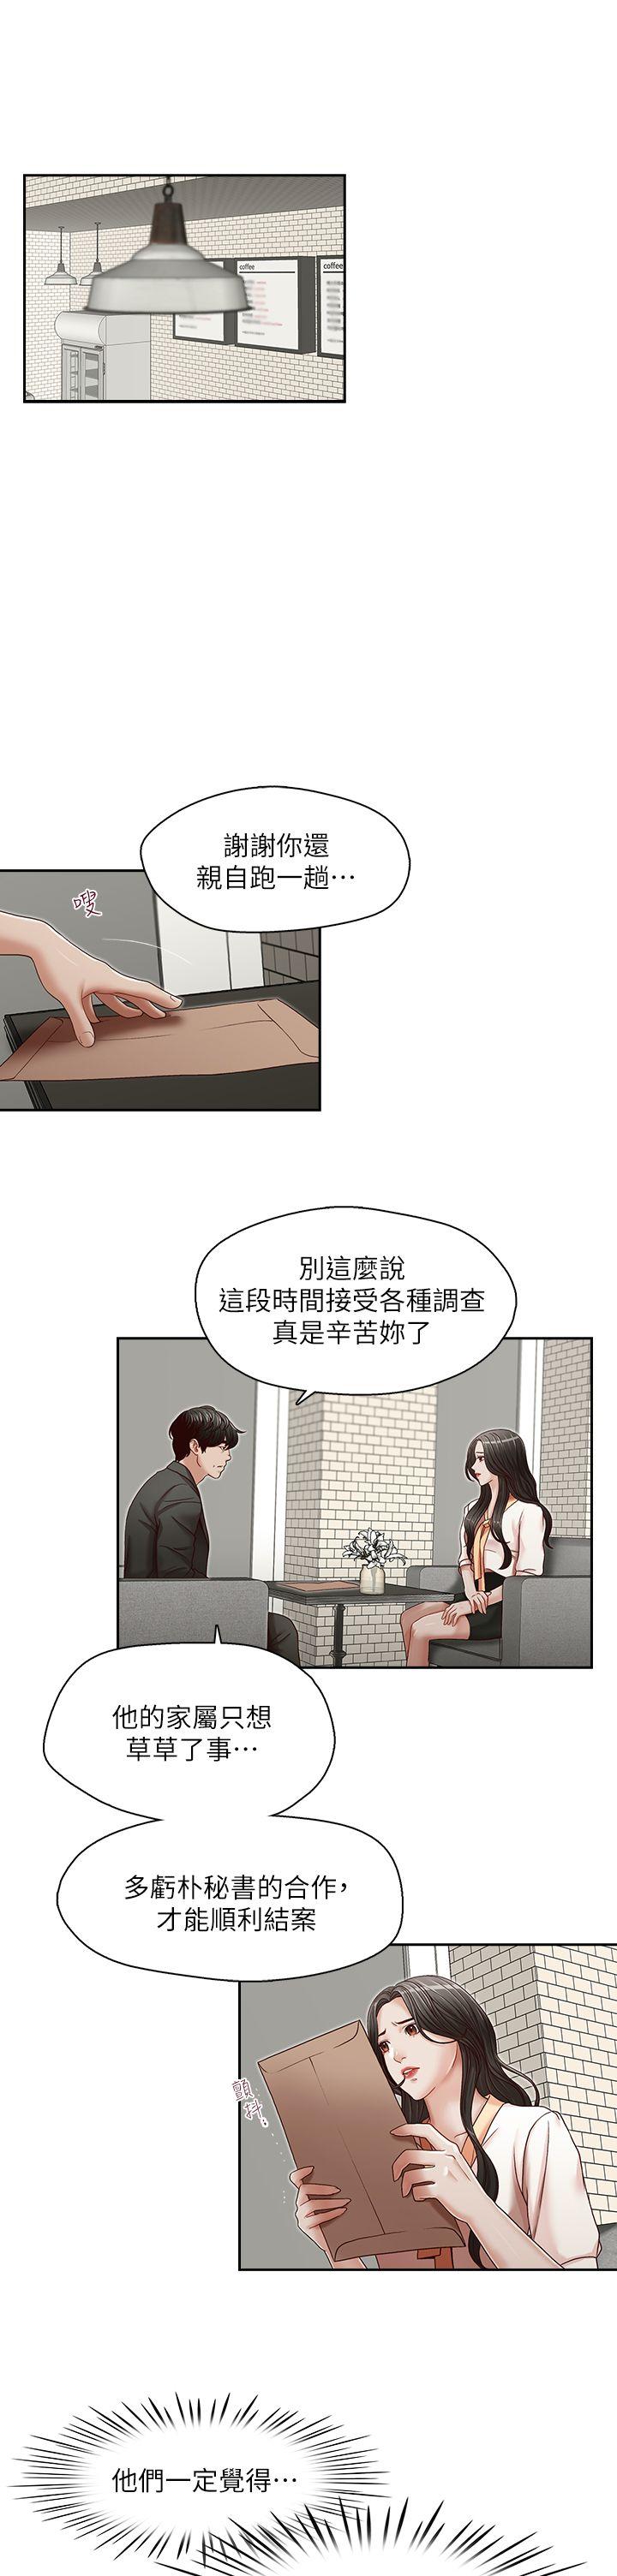 coffee
coffee
謝謝你還
親自跑一趟…
嗖
別這麼說
這段時間接受各種調查
真是辛苦妳了
他的家屬只想
草草了事…
多虧朴秘書的合作,
才能順利結案
顫抖…
他們一定覺得…